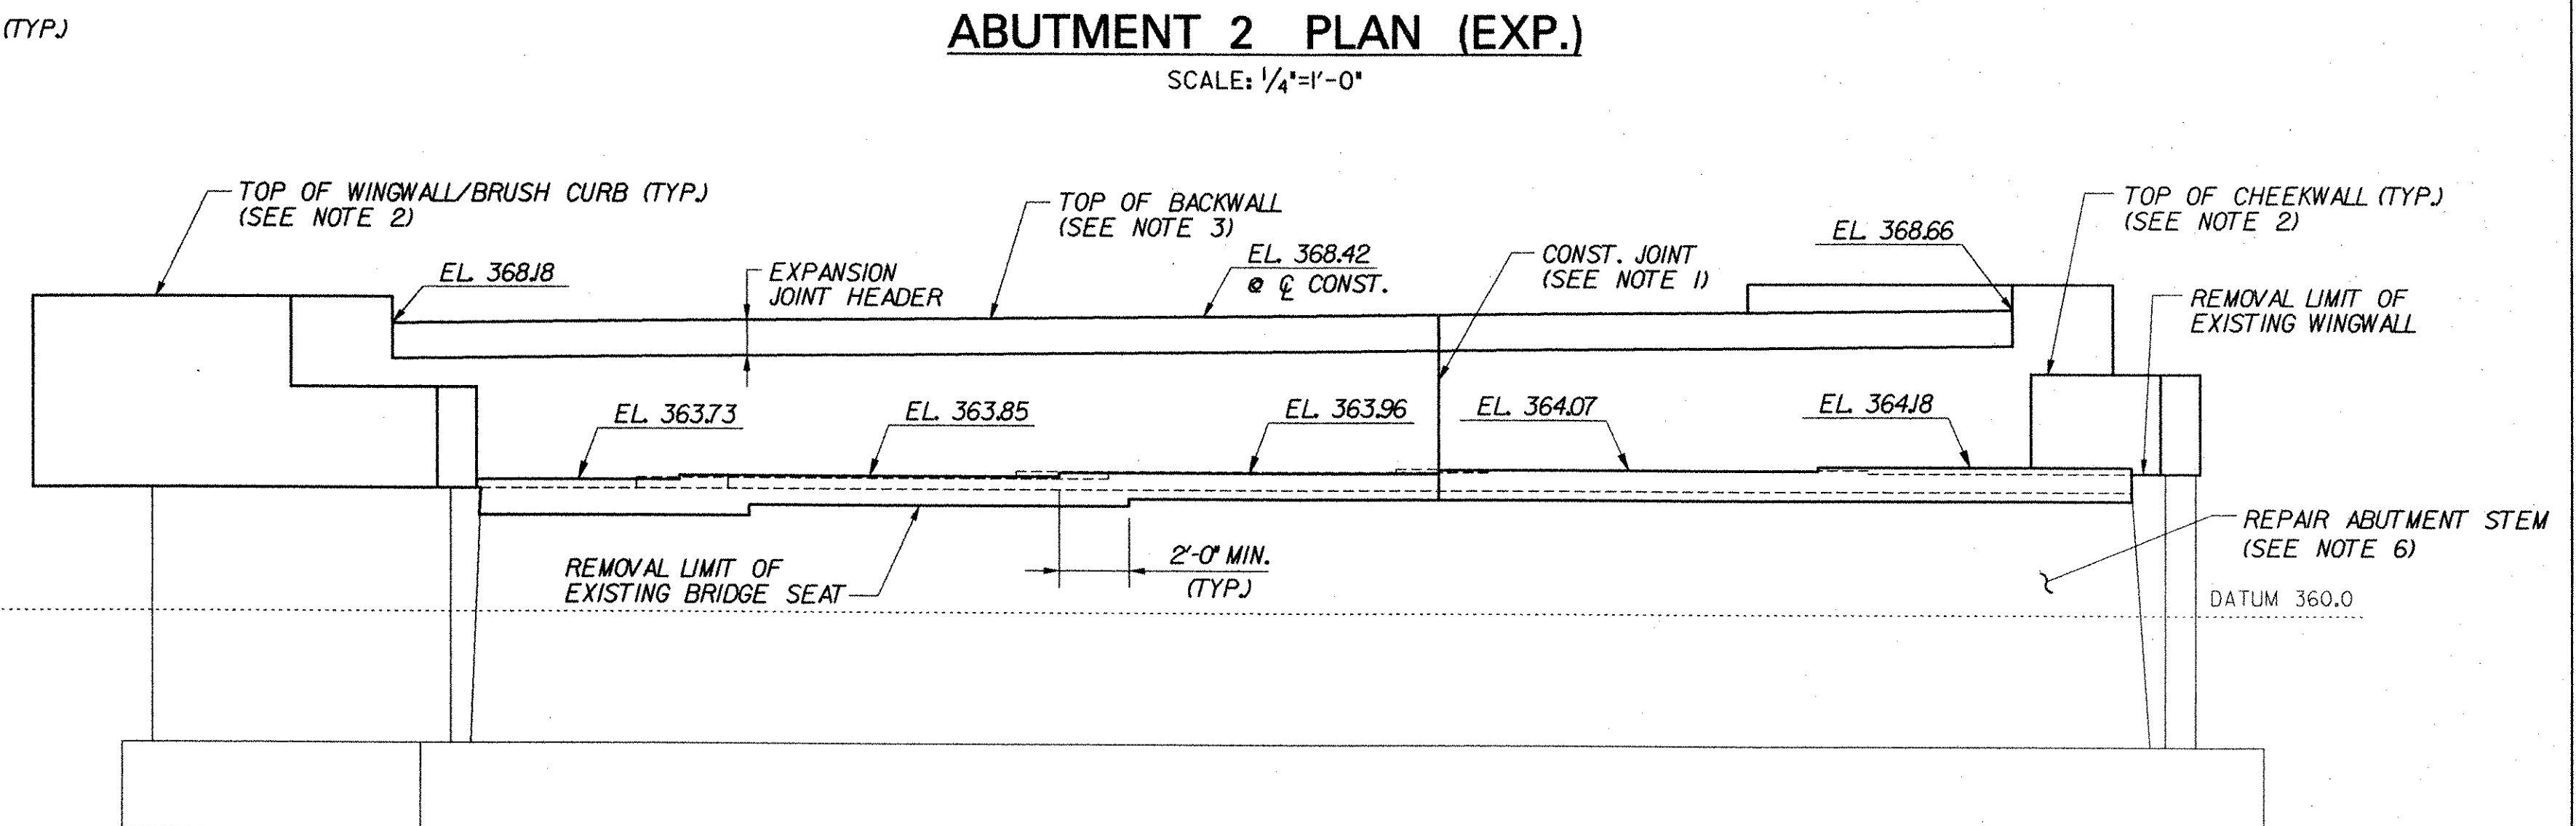 (TYP.)
ABUTMENT 2 PLAN (EXP.)
SCALE: 1/4"=1'-0"
TOP OF WINGWALL/BRUSH CURB (TYP.)
(SEE NOTE 2)
TOP OF BACKWALL
(SEE NOTE 3)
TOP OF CHEEKWALL (TYP.)
(SEE NOTE 2)
EL. 368.18
EXPANSION
JOINT HEADER
EL. 368.42
@ ℄ CONST.
CONST. JOINT
(SEE NOTE 1)
EL. 368.66
REMOVAL LIMIT OF
EXISTING WINGWALL
EL. 363.73
EL. 363.85
EL. 363.96
EL. 364.07
EL. 364.18
REMOVAL LIMIT OF
EXISTING BRIDGE SEAT
2'-0" MIN.
(TYP.)
REPAIR ABUTMENT STEM
(SEE NOTE 6)
DATUM 360.0